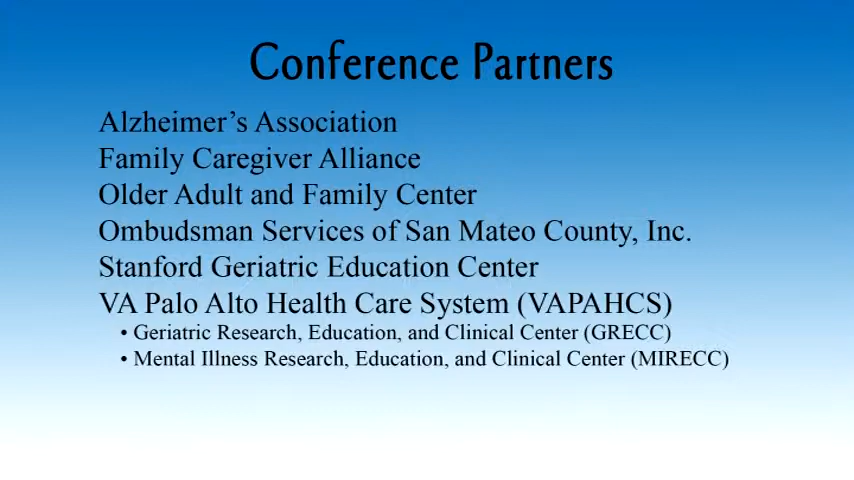 Conference Partners
Alzheimer’s Association
Family Caregiver Alliance
Older Adult and Family Center
Ombudsman Services of San Mateo County, Inc.
Stanford Geriatric Education Center
VA Palo Alto Health Care System (VAPAHCS)
• Geriatric Research, Education, and Clinical Center (GRECC)
• Mental Illness Research, Education, and Clinical Center (MIRECC)